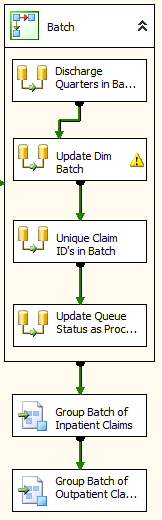 Batch
Discharge
Quarters in Ba...
Update Dim
Batch
Unique Claim
ID's in Batch
Update Queue
Status as Proc...
Group Batch of
Inpatient Claims
Group Batch of
Outpatient Cla...